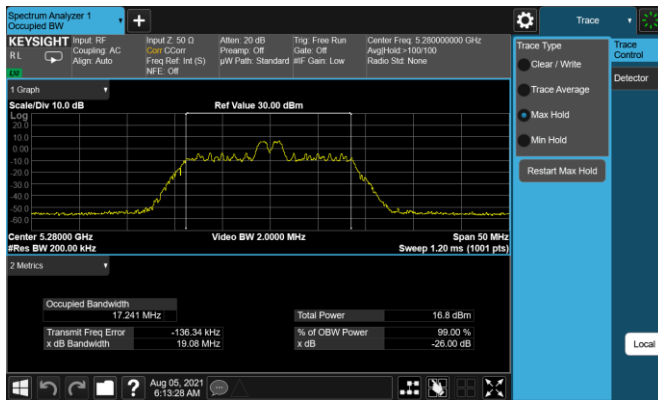 Spectrum Analyzer 1
Occupied BW
Trace
KEYSIGHT
RL
Input: RF
Coupling: AC
Align: Auto
Input Z: 50 Ω
Corr CCorr
Freq Ref: Int (S)
NFE: Off
Atten: 20 dB
Preamp: Off
µW Path: Standard
Trig: Free Run
Gate: Off
#IF Gain: Low
Center Freq: 5.280000000 GHz
Avg|Hold:>100/100
Radio Std: None
1 Graph
Scale/Div 10.0 dB
Ref Value 30.00 dBm
Log
20.0
10.0
0.00
-10.0
-20.0
-30.0
-40.0
-50.0
-60.0
Center 5.28000 GHz
Video BW 2.0000 MHz
Span 50 MHz
#Res BW 200.00 kHz
Sweep 1.20 ms (1001 pts)
2 Metrics
Occupied Bandwidth
17.241 MHz
Total Power 16.8 dBm
Transmit Freq Error -136.34 kHz
% of OBW Power 99.00 %
x dB Bandwidth 19.08 MHz
x dB -26.00 dB
Aug 05, 2021
6:13:28 AM
?
Trace Type
Clear / Write
Trace Average
Max Hold
Min Hold
Restart Max Hold
Trace
Control
Detector
Local